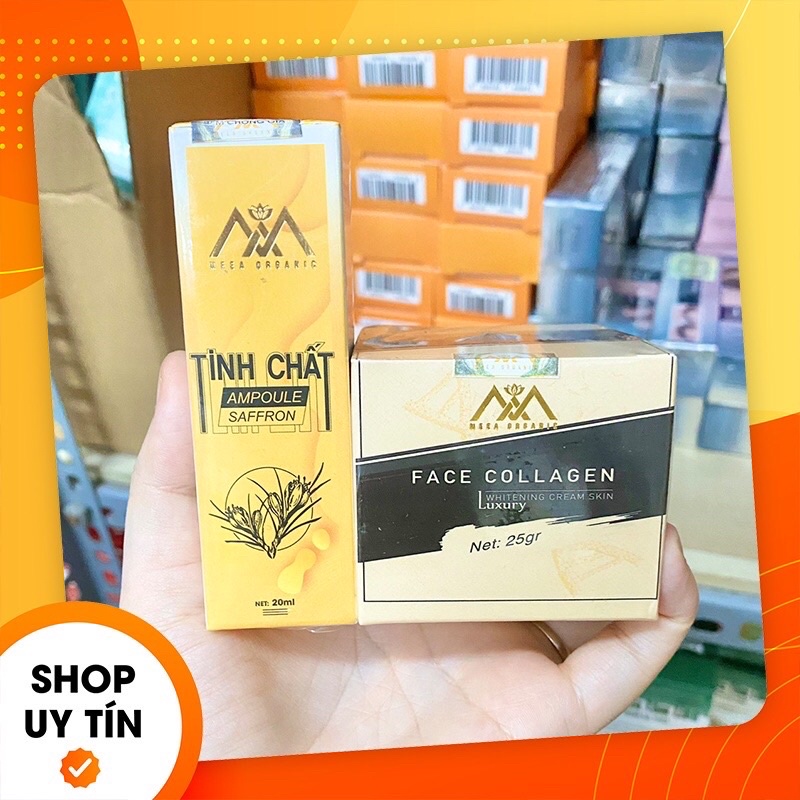 MEEA ORGANIC
TINH CHẤT
AMPOULE
SAFFRON
NET: 20ml
MEEA ORGANIC
FACE COLLAGEN
WHITENING CREAM SKIN
Luxury
Net: 25gr
SHOP
UY TÍN